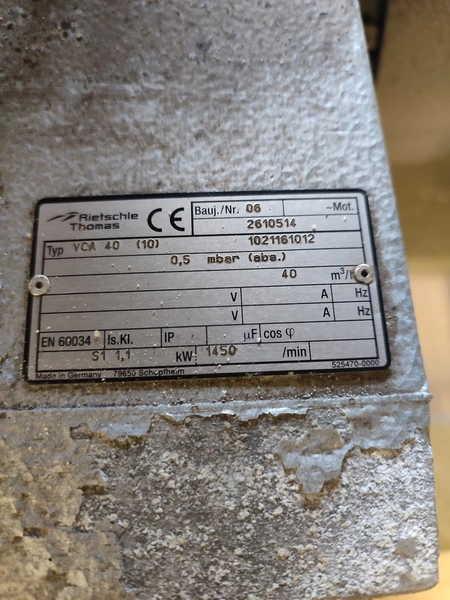 Rietschle
Thomas
CE
Bauj./Nr. 06 ~Mot.
2610514
Typ VCA 40 (10) 1021161012
0,5 mbar (abs.)
40 m³/h
V A Hz
V A Hz
EN 60034 Is.Kl. IP µF cos φ
S1 1,1 kW 1450 /min
Made in Germany 79650 Schopfheim 525470-0000